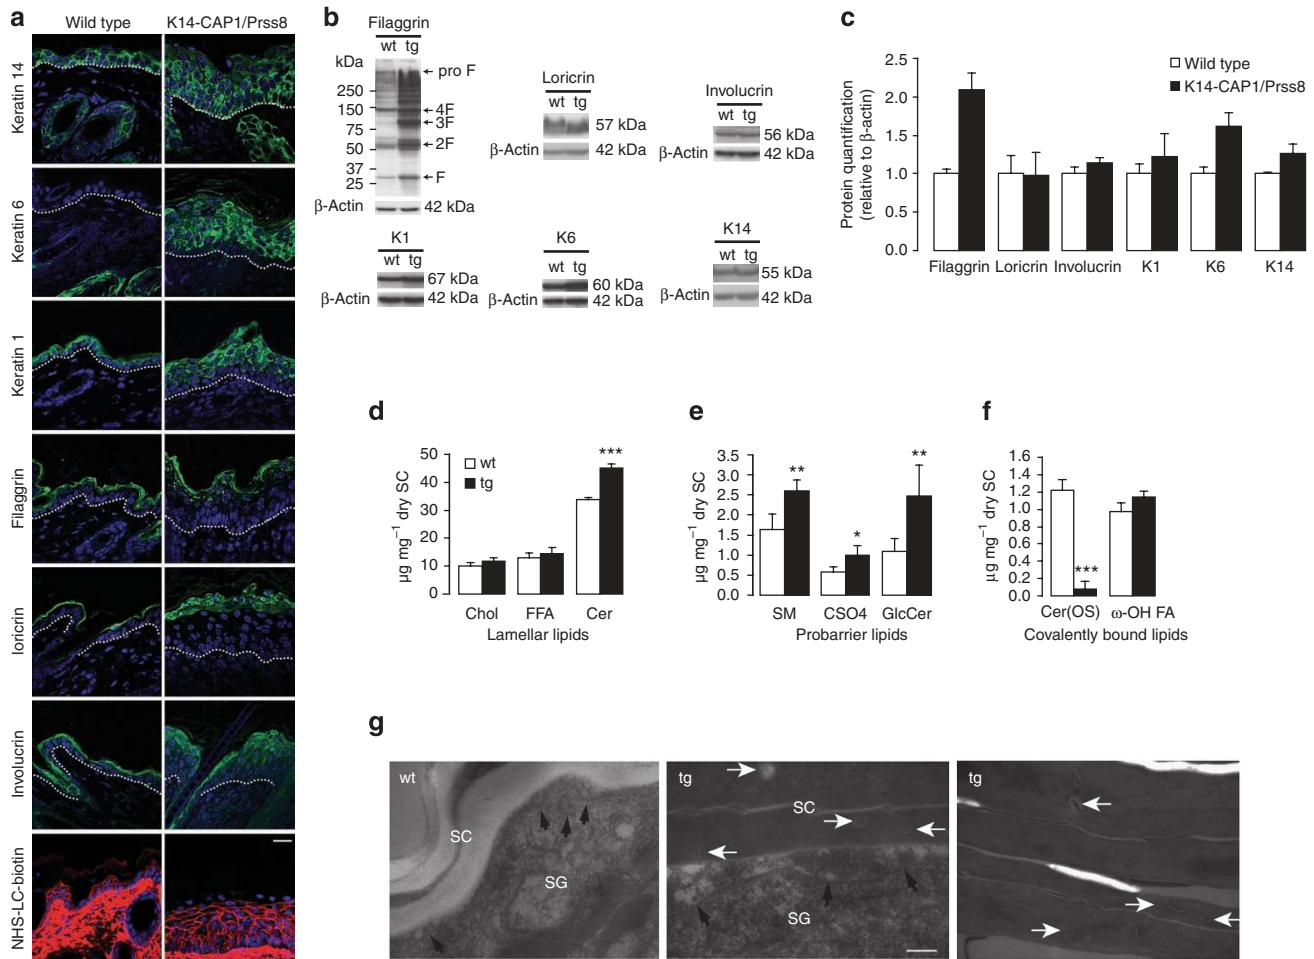 a
Wild type
K14-CAP1/Prss8
Keratin 14
Keratin 6
Keratin 1
Filaggrin
loricrin
Involucrin
NHS-LC-biotin
b
Filaggrin
wt tg
kDa
250
150
75
50
37
25
pro F
4F
3F
2F
F
β-Actin 42 kDa
Loricrin
wt tg
57 kDa
β-Actin 42 kDa
Involucrin
wt tg
56 kDa
β-Actin 42 kDa
K1
wt tg
67 kDa
β-Actin 42 kDa
K6
wt tg
60 kDa
β-Actin 42 kDa
K14
wt tg
55 kDa
β-Actin 42 kDa
c
Protein quantification
(relative to β-actin)
2.5
2.0
1.5
1.0
0.5
0.0
Wild type
K14-CAP1/Prss8
Filaggrin Loricrin Involucrin K1 K6 K14
d
µg mg⁻¹ dry SC
50
40
30
20
10
0
wt
tg
***
Chol FFA Cer
Lamellar lipids
e
µg mg⁻¹ dry SC
3.5
3.0
2.5
2.0
1.5
1.0
0.5
0.0
** * **
SM CSO4 GlcCer
Probarrier lipids
f
µg mg⁻¹ dry SC
1.6
1.4
1.2
1.0
0.8
0.6
0.4
0.2
0.0
***
Cer(OS) ω-OH FA
Covalently bound lipids
g
wt
SC
SG
tg
SC
SG
tg